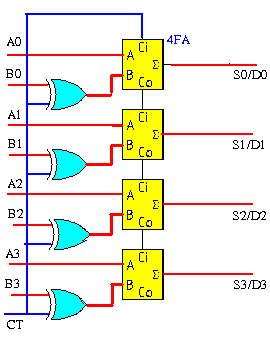 4FA
A0
Ci
A
Σ
S0/D0
B0
B
Co
A1
Ci
A
Σ
S1/D1
B1
B
Co
A2
Ci
A
Σ
S2/D2
B2
B
Co
A3
Ci
A
Σ
S3/D3
B3
B
Co
CT